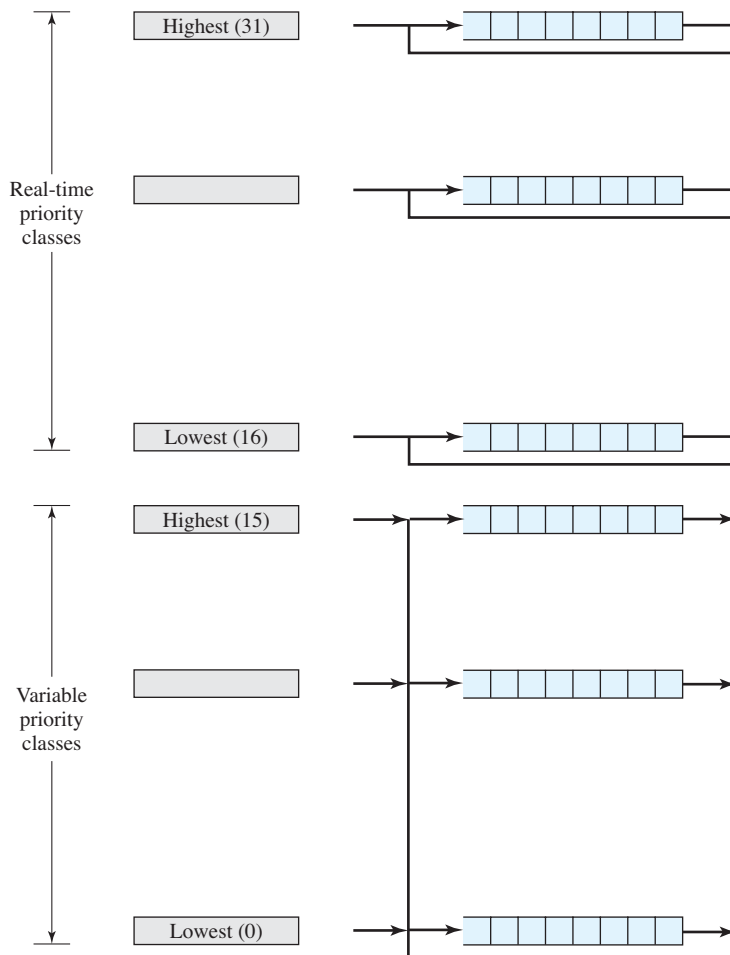 Highest (31)
Real-time
priority
classes
Lowest (16)
Highest (15)
Variable
priority
classes
Lowest (0)